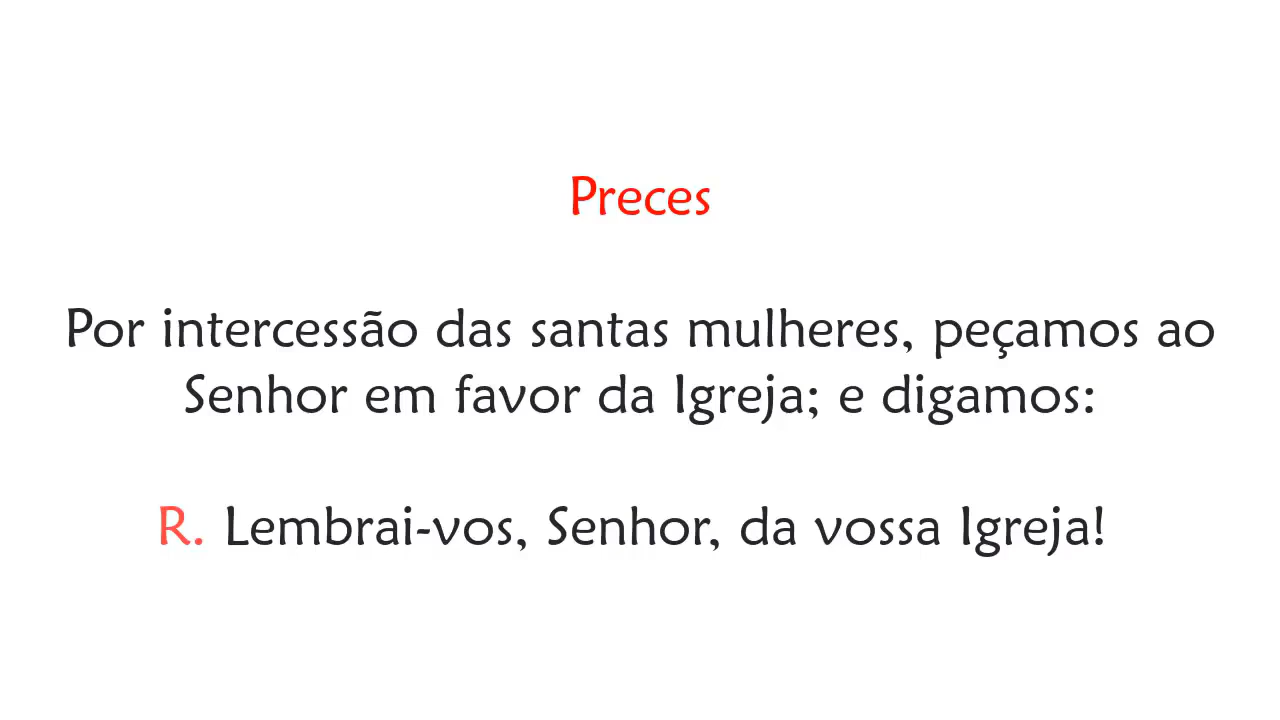 Preces
Por intercessão das santas mulheres, peçamos ao
Senhor em favor da Igreja; e digamos:
R. Lembrai-vos, Senhor, da vossa Igreja!